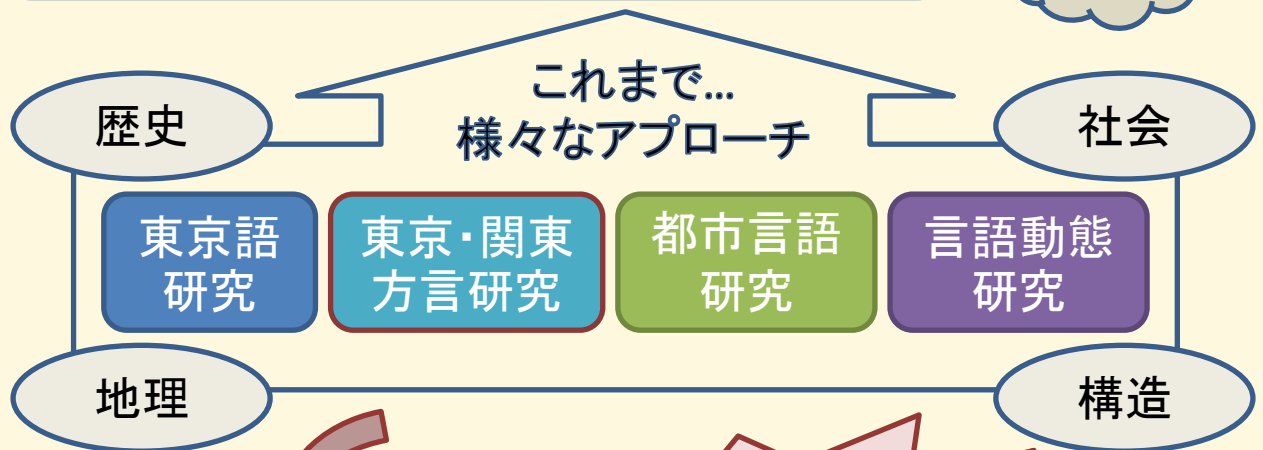 これまで…
様々なアプローチ
歴史
社会
東京語
研究
東京・関東
方言研究
都市言語
研究
言語動態
研究
地理
構造